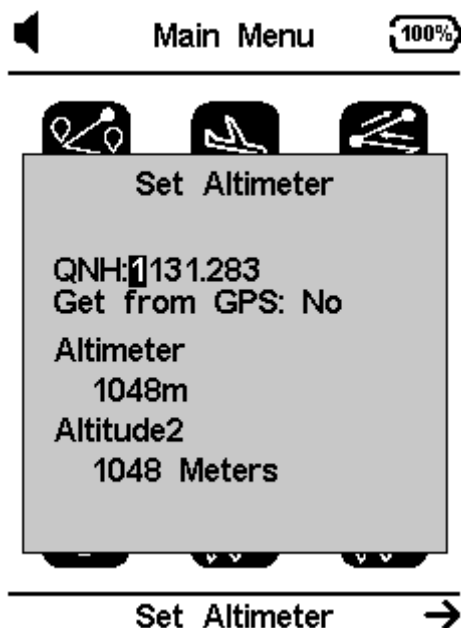 Main Menu
100%
Set Altimeter
QNH:1131.283
Get from GPS: No
Altimeter
1048m
Altitude2
1048 Meters
Set Altimeter